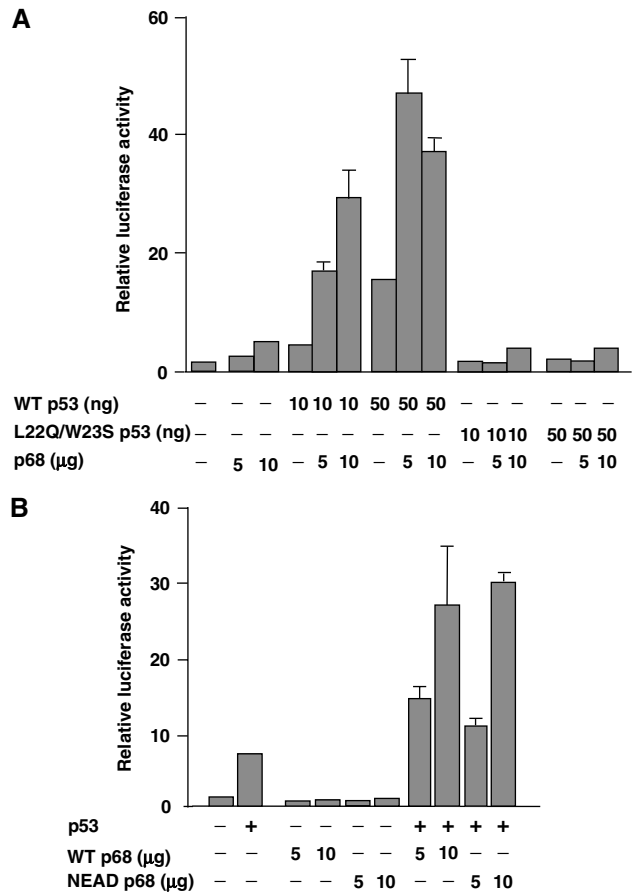 A
Relative luciferase activity
60
40
20
0
WT p53 (ng) – – – 10 10 10 50 50 50 – – – – – –
L22Q/W23S p53 (ng) – – – – – – – – – 10 10 10 50 50 50
p68 (μg) – 5 10 – 5 10 – 5 10 – 5 10 – 5 10
B
Relative luciferase activity
40
30
20
10
0
p53 – + – – – – + + + +
WT p68 (μg) – – 5 10 – – 5 10 – –
NEAD p68 (μg) – – – – 5 10 – – 5 10